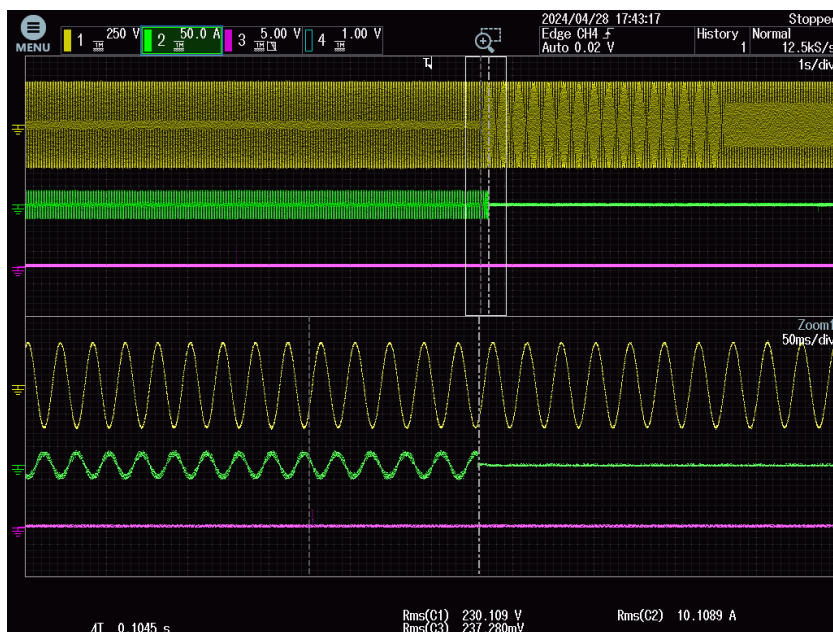 2024/04/28 17:43:17 Stopped
MENU 1 250 V 2 50.0 A 3 5.00 V 4 1.00 V Edge CH4 History Normal
Auto 0.02 V 1 12.5kS/s
1s/div
T
Zoom1
50ms/div
Rms(C1) 230.109 V Rms(C2) 10.1089 A
ΔT 0.1045 s Rms(C3) 237.280mV